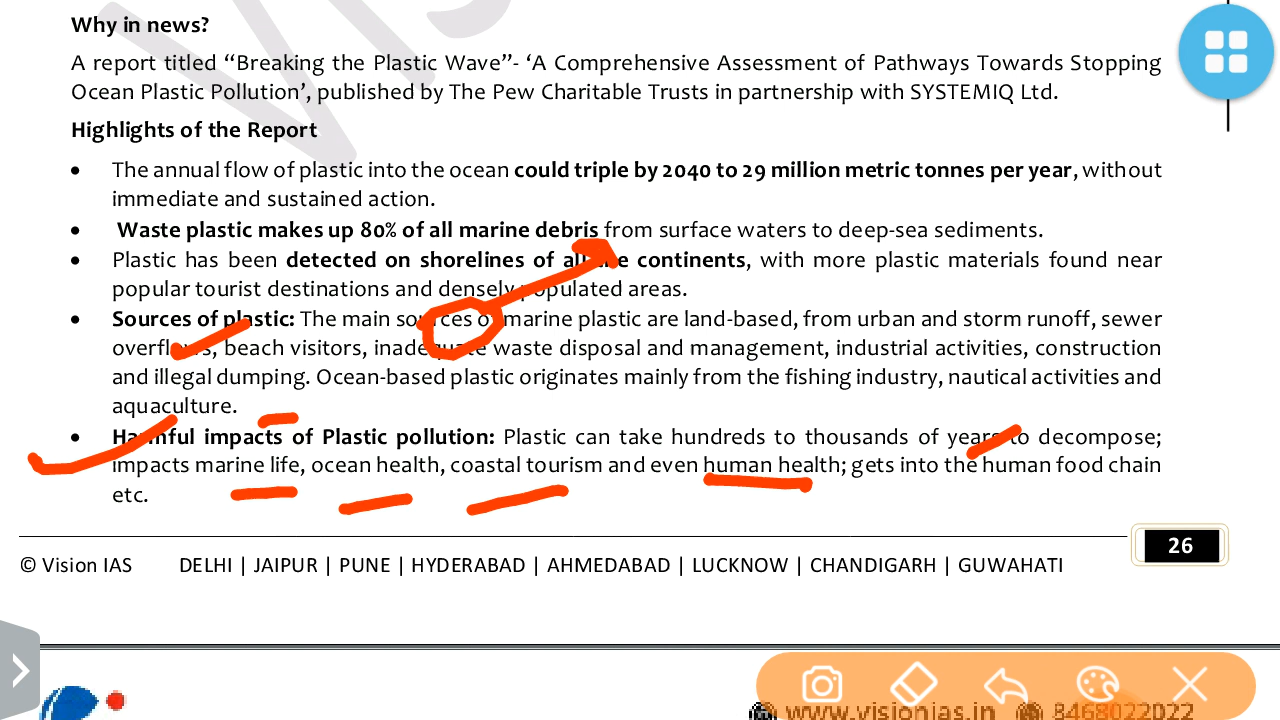 Why in news?
A report titled “Breaking the Plastic Wave”- ‘A Comprehensive Assessment of Pathways Towards Stopping
Ocean Plastic Pollution’, published by The Pew Charitable Trusts in partnership with SYSTEMIQ Ltd.
Highlights of the Report
• The annual flow of plastic into the ocean could triple by 2040 to 29 million metric tonnes per year, without
immediate and sustained action.
• Waste plastic makes up 80% of all marine debris from surface waters to deep-sea sediments.
• Plastic has been detected on shorelines of all the continents, with more plastic materials found near
popular tourist destinations and densely populated areas.
• Sources of plastic: The main sources of marine plastic are land-based, from urban and storm runoff, sewer
overflows, beach visitors, inadequate waste disposal and management, industrial activities, construction
and illegal dumping. Ocean-based plastic originates mainly from the fishing industry, nautical activities and
aquaculture.
• Harmful impacts of Plastic pollution: Plastic can take hundreds to thousands of years to decompose;
impacts marine life, ocean health, coastal tourism and even human health; gets into the human food chain
etc.
26
© Vision IAS DELHI | JAIPUR | PUNE | HYDERABAD | AHMEDABAD | LUCKNOW | CHANDIGARH | GUWAHATI
www.visionias.in 8468022022